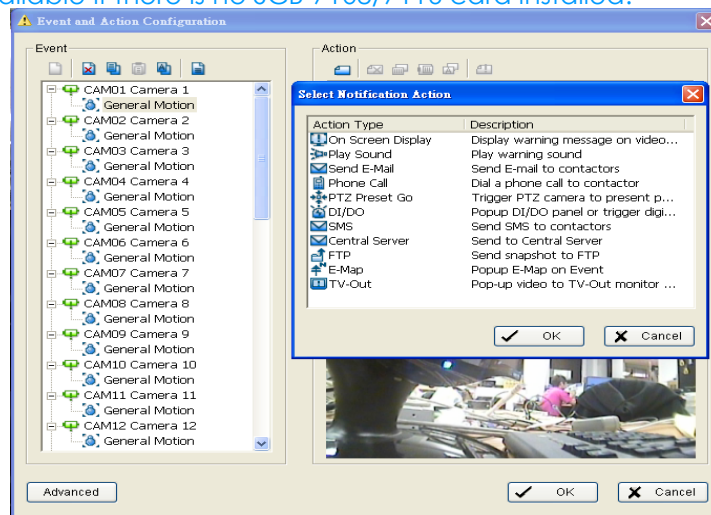 if there is no
card installed.
Event and Action Configuration
Event
CAM01 Camera 1
General Motion
CAM02 Camera 2
General Motion
CAM03 Camera 3
General Motion
CAM04 Camera 4
General Motion
CAM05 Camera 5
General Motion
CAM06 Camera 6
General Motion
CAM07 Camera 7
General Motion
CAM08 Camera 8
General Motion
CAM09 Camera 9
General Motion
CAM10 Camera 10
General Motion
CAM11 Camera 11
General Motion
CAM12 Camera 12
General Motion
Action
Select Notification Action
Action Type Description
On Screen Display Display warning message on video...
Play Sound Play warning sound
Send E-Mail Send E-mail to contactors
Phone Call Dial a phone call to contactor
PTZ Preset Go Trigger PTZ camera to present p...
DI/DO Popup DI/DO panel or trigger digi...
SMS Send SMS to contactors
Central Server Send to Central Server
FTP Send snapshot to FTP
E-Map Popup E-Map on Event
TV-Out Pop-up video to TV-Out monitor ...
OK Cancel
Advanced
OK Cancel